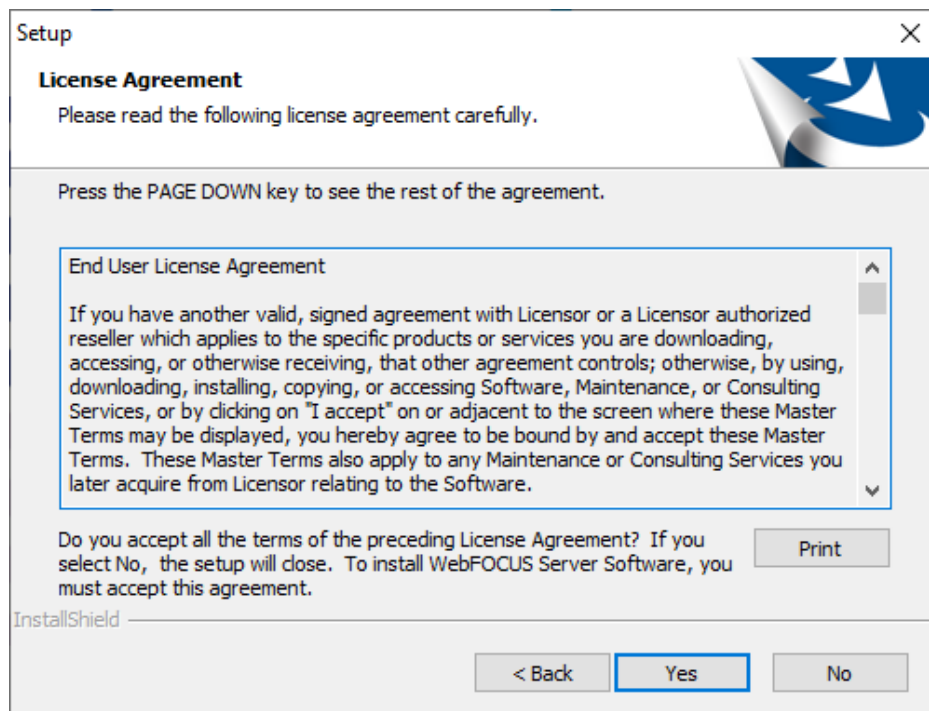 Setup
License Agreement
Please read the following license agreement carefully.
Press the PAGE DOWN key to see the rest of the agreement.
End User License Agreement
If you have another valid, signed agreement with Licensor or a Licensor authorized
reseller which applies to the specific products or services you are downloading,
accessing, or otherwise receiving, that other agreement controls; otherwise, by using,
downloading, installing, copying, or accessing Software, Maintenance, or Consulting
Services, or by clicking on "I accept" on or adjacent to the screen where these Master
Terms may be displayed, you hereby agree to be bound by and accept these Master
Terms.  These Master Terms also apply to any Maintenance or Consulting Services you
later acquire from Licensor relating to the Software.
Do you accept all the terms of the preceding License Agreement?  If you
select No,  the setup will close.  To install WebFOCUS Server Software, you
must accept this agreement.
Print
InstallShield
< Back
Yes
No